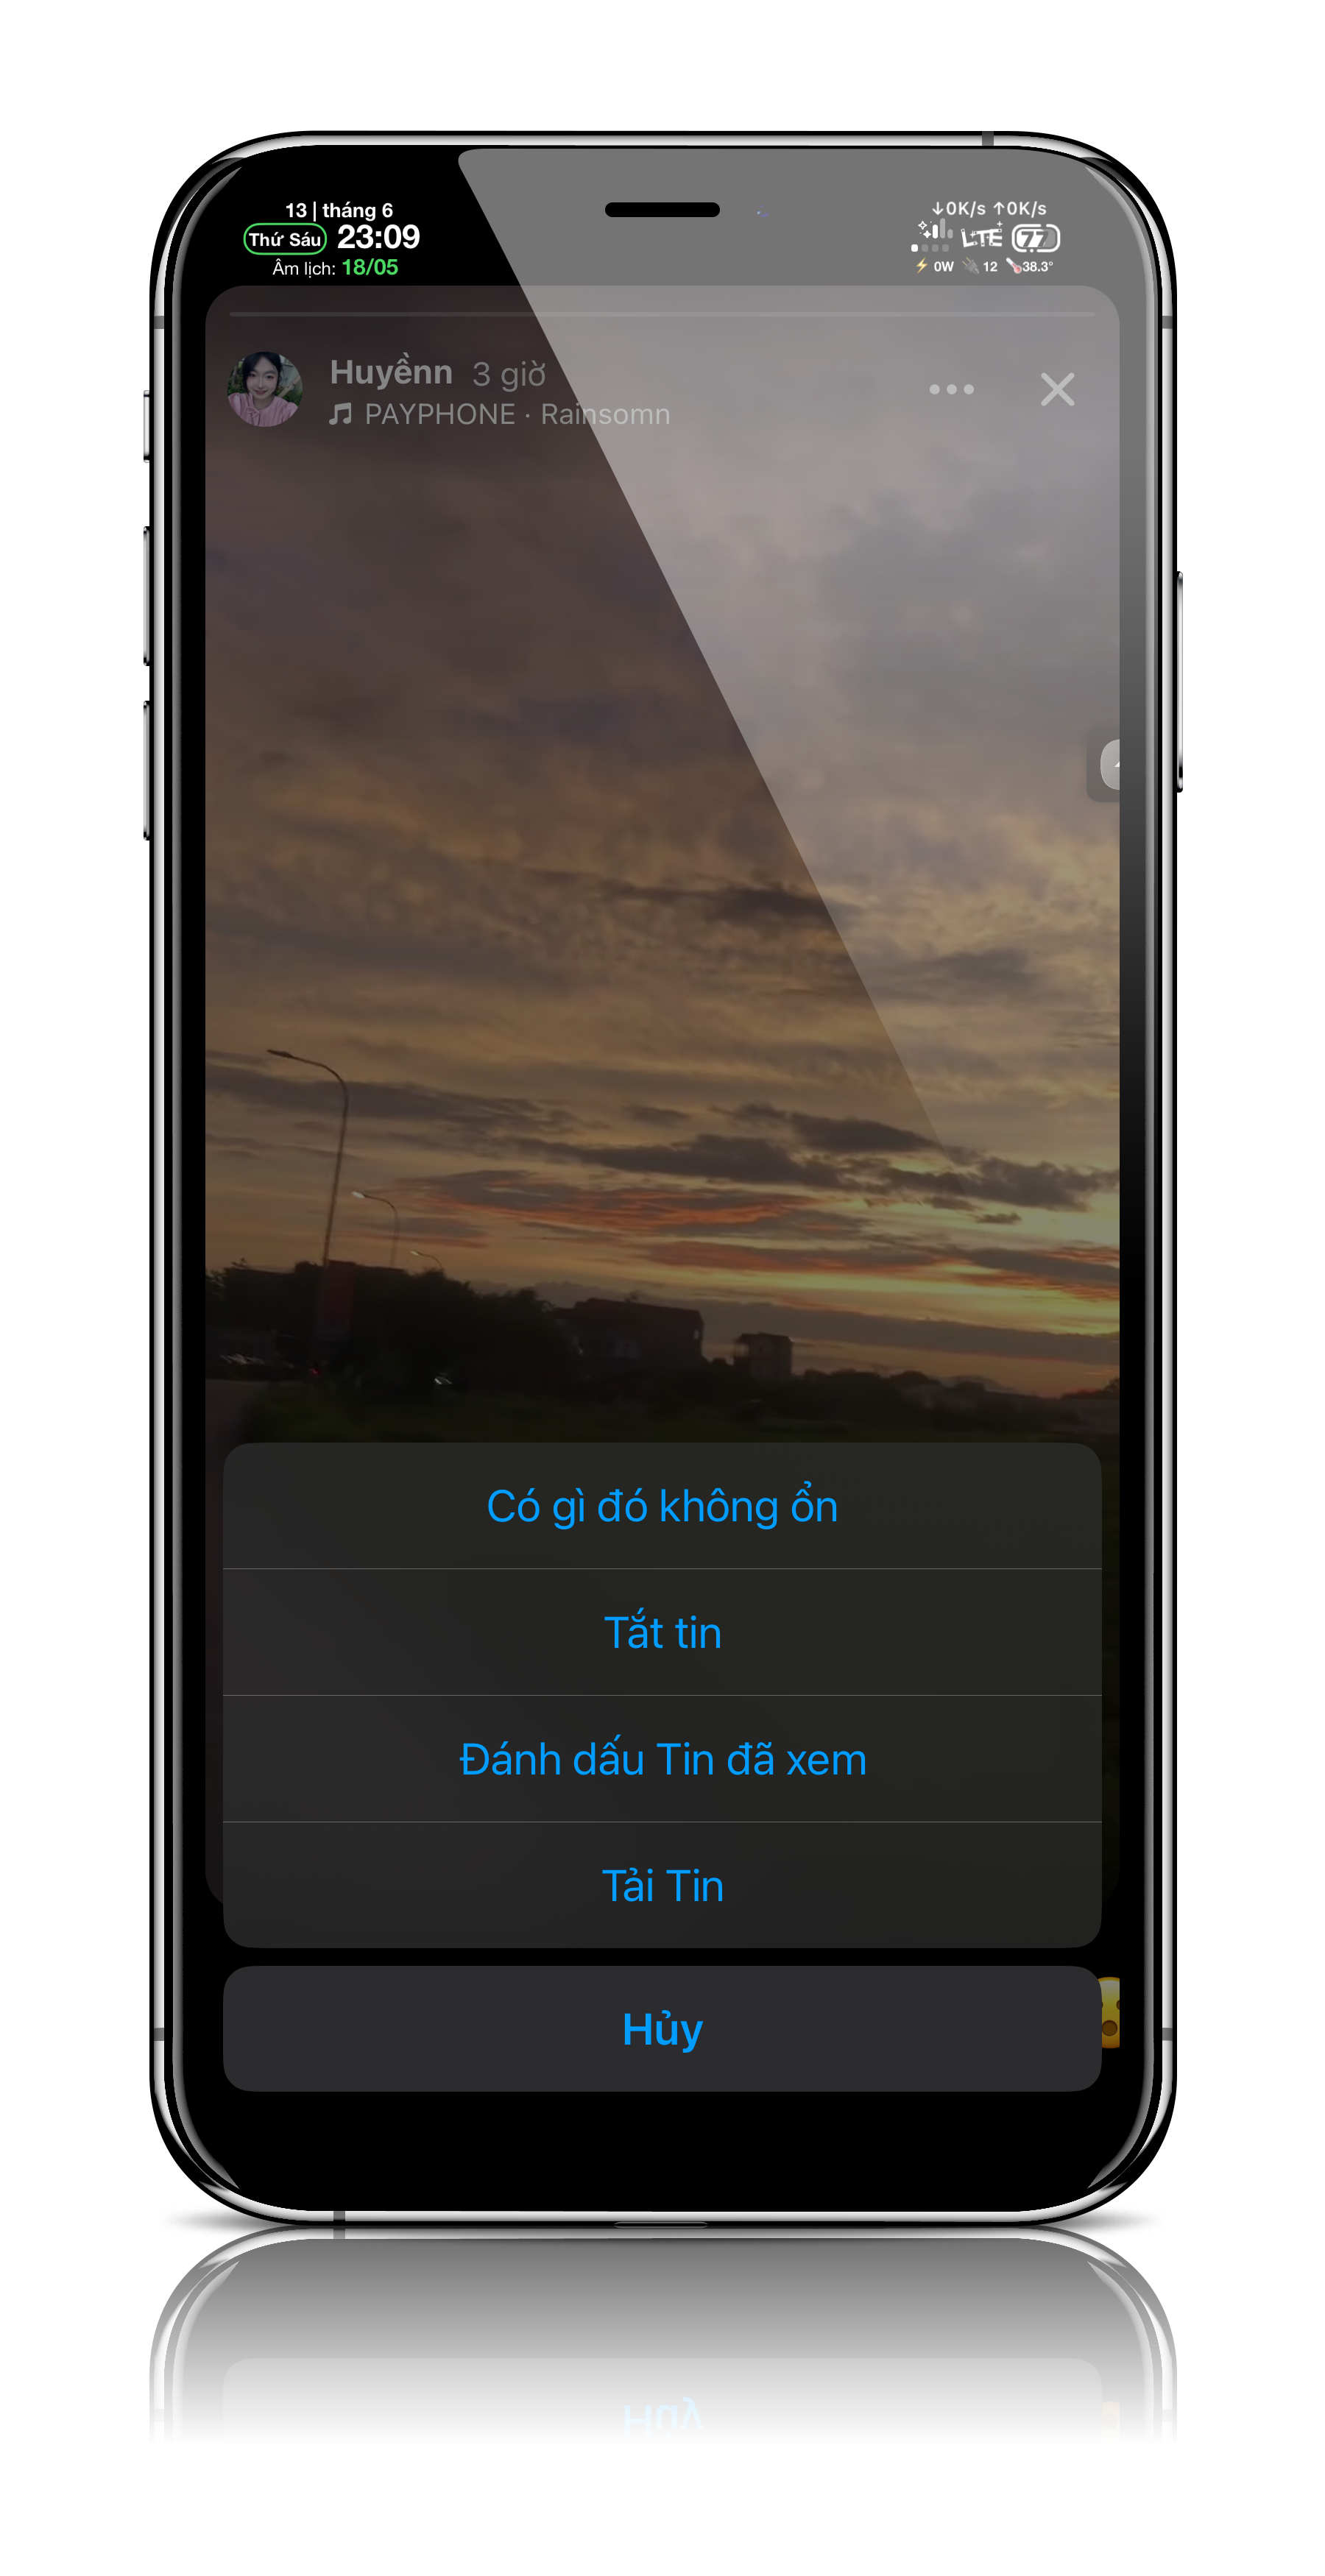 13 | tháng 6
Thứ Sáu 23:09
Âm lịch: 18/05
↓0K/s ↑0K/s
LTE 77
0W 12 38.3°
Huyềnn 3 giờ
PAYPHONE · Rainsomn
Có gì đó không ổn
Tắt tin
Đánh dấu Tin đã xem
Tải Tin
Hủy
Hủy